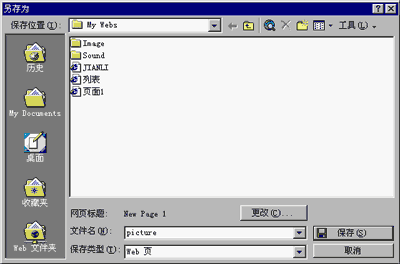 另存为
保存位置(I):
My Webs
工具(L)
历史
My Documents
桌面
收藏夹
Web 文件夹
Image
Sound
JIANLI
列表
页面1
网页标题:
New Page 1
更改(C)...
文件名(N):
picture
保存(S)
保存类型(T):
Web 页
取消